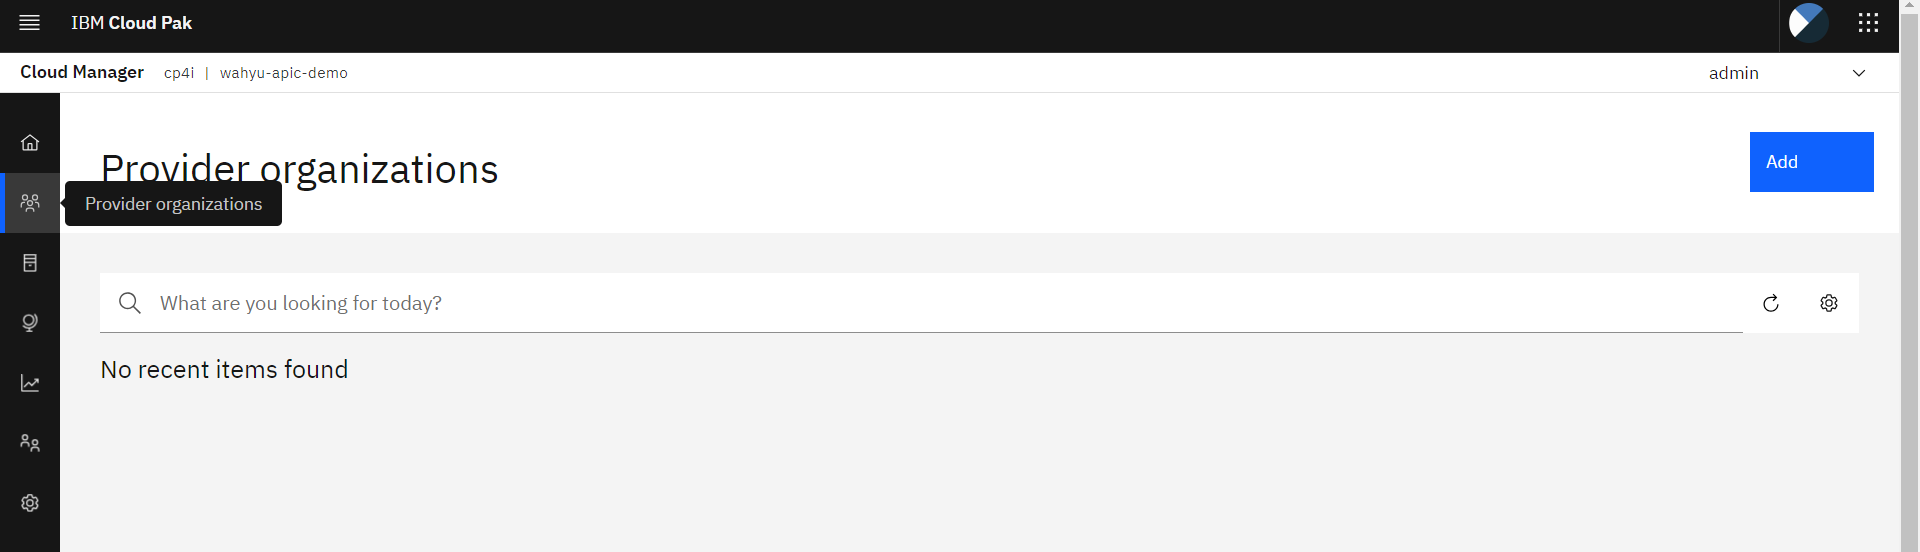 IBM Cloud Pak
Cloud Manager cp4i | wahyu-apic-demo admin
Provider organizations
Add
Provider organizations
What are you looking for today?
No recent items found